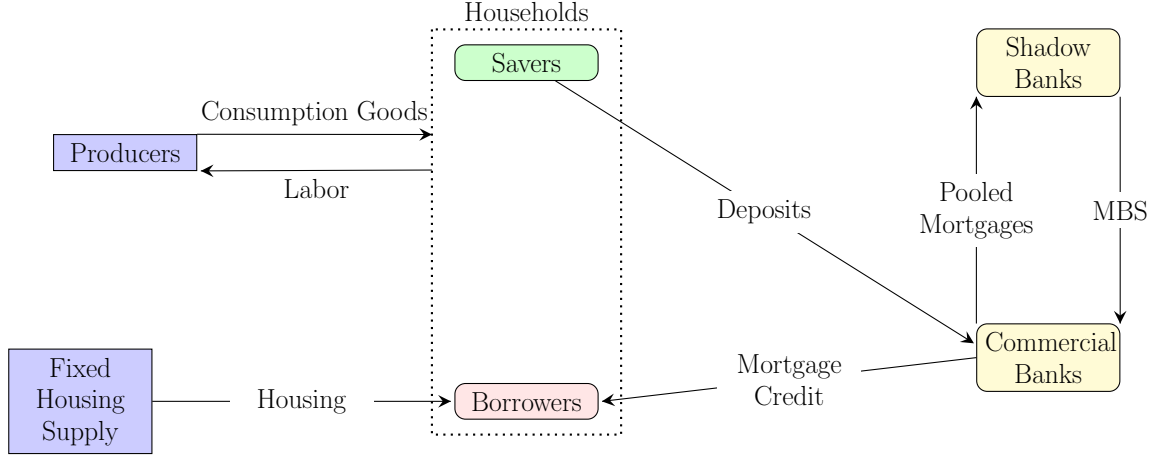 Households
Savers
Shadow
Banks
Consumption Goods
Producers
Labor
Pooled
Mortgages
MBS
Deposits
Commercial
Banks
Mortgage
Credit
Fixed
Housing
Supply
Housing
Borrowers